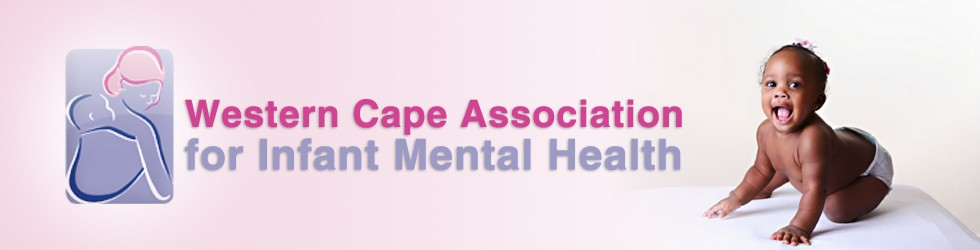 Western Cape Association
for Infant Mental Health